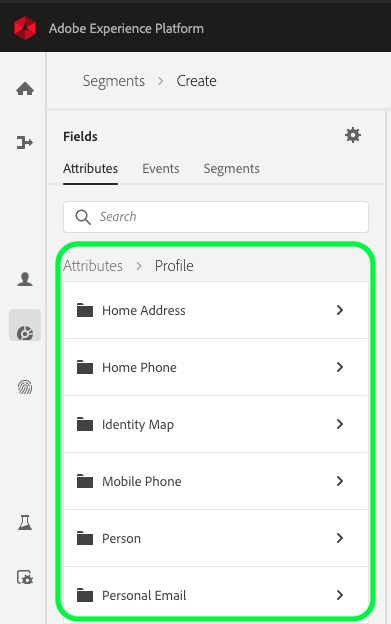 Adobe Experience Platform
Segments > Create
Fields
Attributes Events Segments
Search
Attributes > Profile
Home Address
Home Phone
Identity Map
Mobile Phone
Person
Personal Email